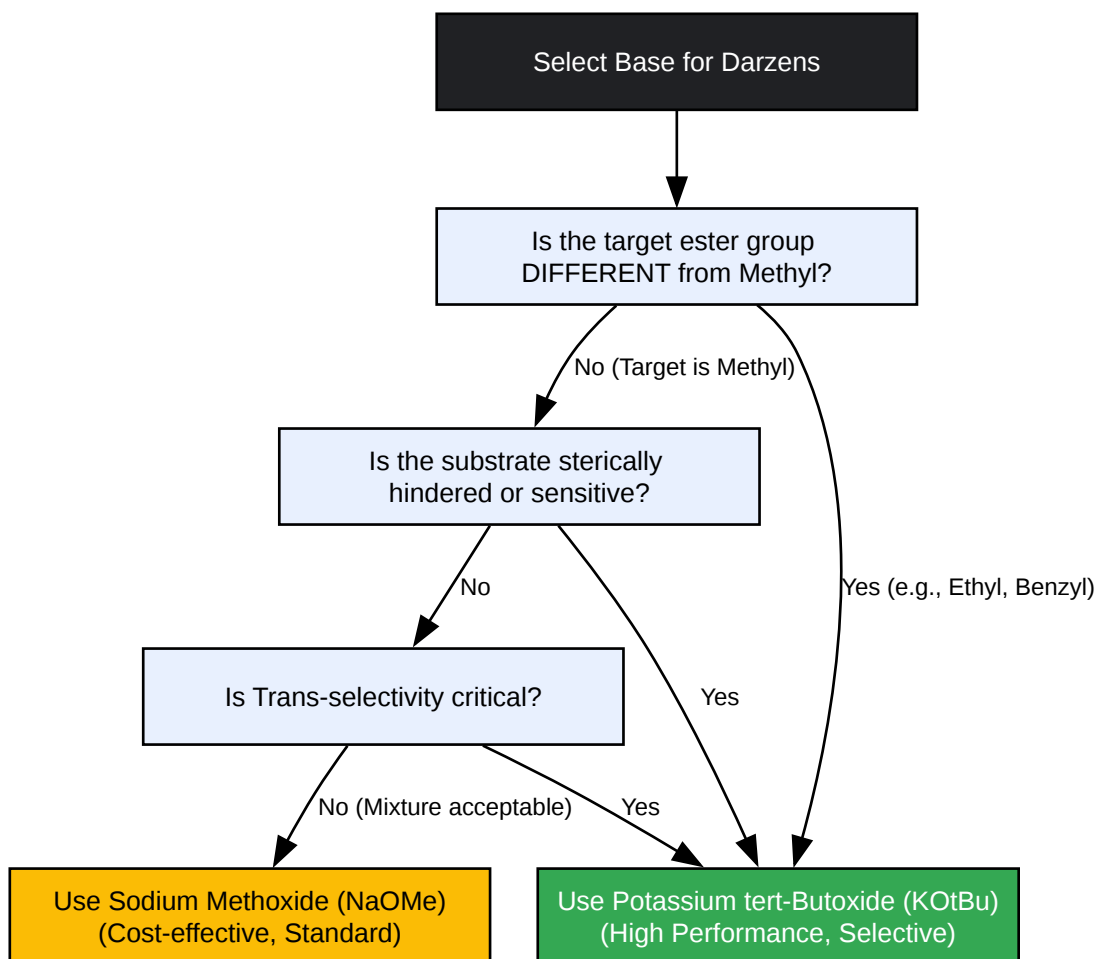 Select Base for Darzens
Is the target ester group
DIFFERENT from Methyl?
No (Target is Methyl)
Is the substrate sterically
hindered or sensitive?
Yes (e.g., Ethyl, Benzyl)
No
Is Trans-selectivity critical?
Yes
No (Mixture acceptable)
Yes
Use Sodium Methoxide (NaOMe)
(Cost-effective, Standard)
Use Potassium tert-Butoxide (KOtBu)
(High Performance, Selective)